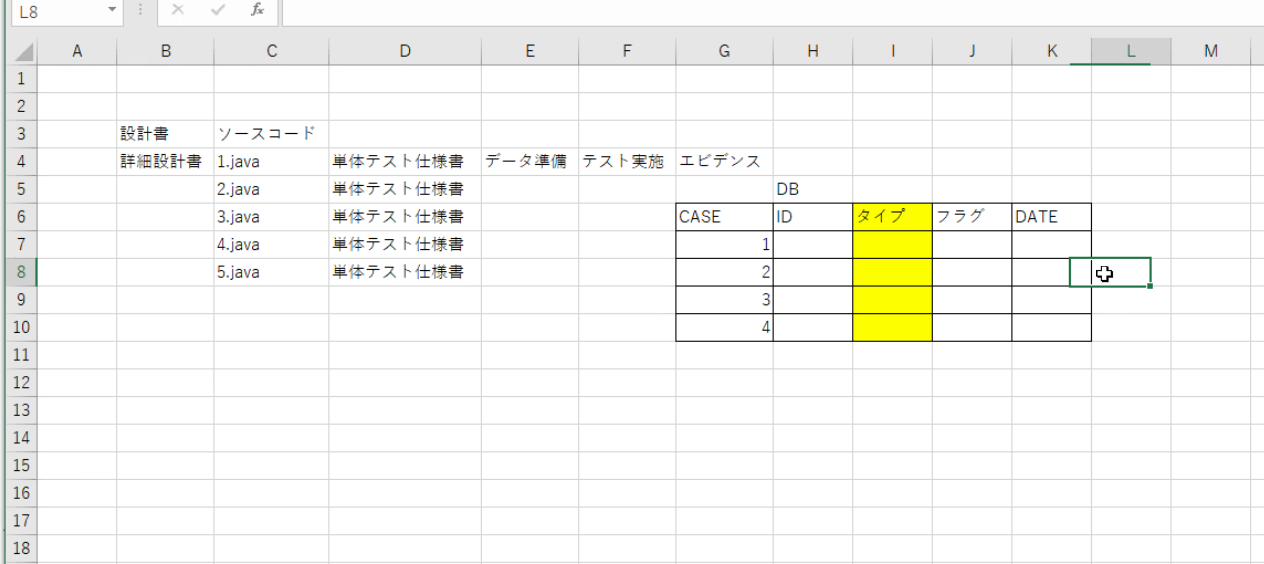 L8 fx
A B C D E F G H I J K L M
1
2
3 設計書 ソースコード
4 詳細設計書 1.java 単体テスト仕様書 データ準備 テスト実施 エビデンス
5 2.java 単体テスト仕様書 DB
6 3.java 単体テスト仕様書 CASE ID タイプ フラグ DATE
7 4.java 単体テスト仕様書 1
8 5.java 単体テスト仕様書 2
9 3
10 4
11
12
13
14
15
16
17
18